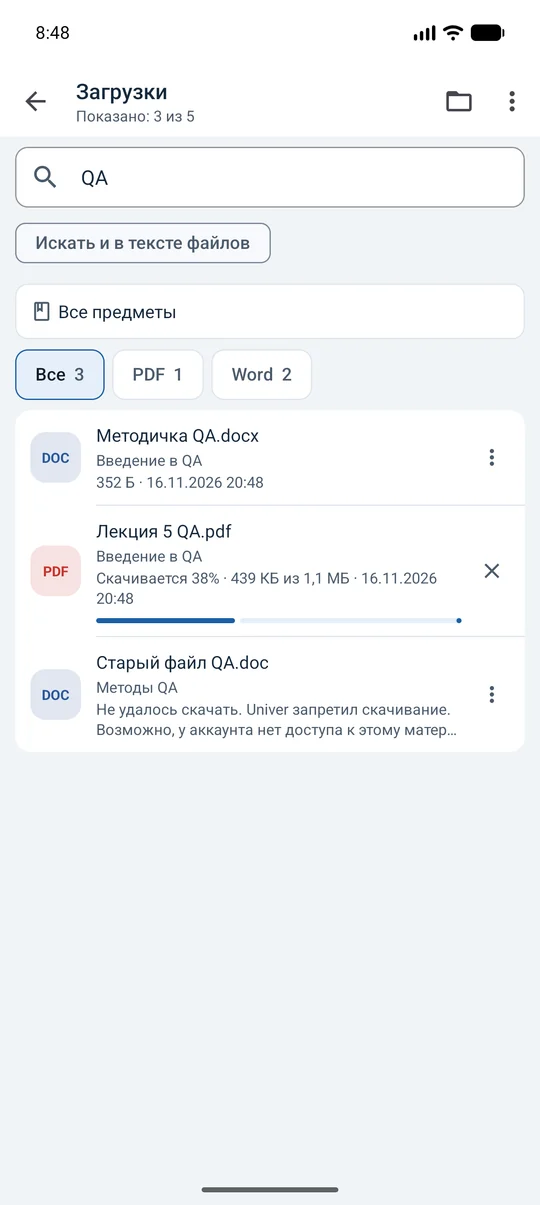 8:48
Загрузки
Показано: 3 из 5
QA
Искать и в тексте файлов
Все предметы
Все 3 PDF 1 Word 2
DOC
Методичка QA.docx
Введение в QA
352 Б · 16.11.2026 20:48
PDF
Лекция 5 QA.pdf
Введение в QA
Скачивается 38% · 439 КБ из 1,1 МБ · 16.11.2026
20:48
DOC
Старый файл QA.doc
Методы QA
Не удалось скачать. Univer запретил скачивание.
Возможно, у аккаунта нет доступа к этому матер…